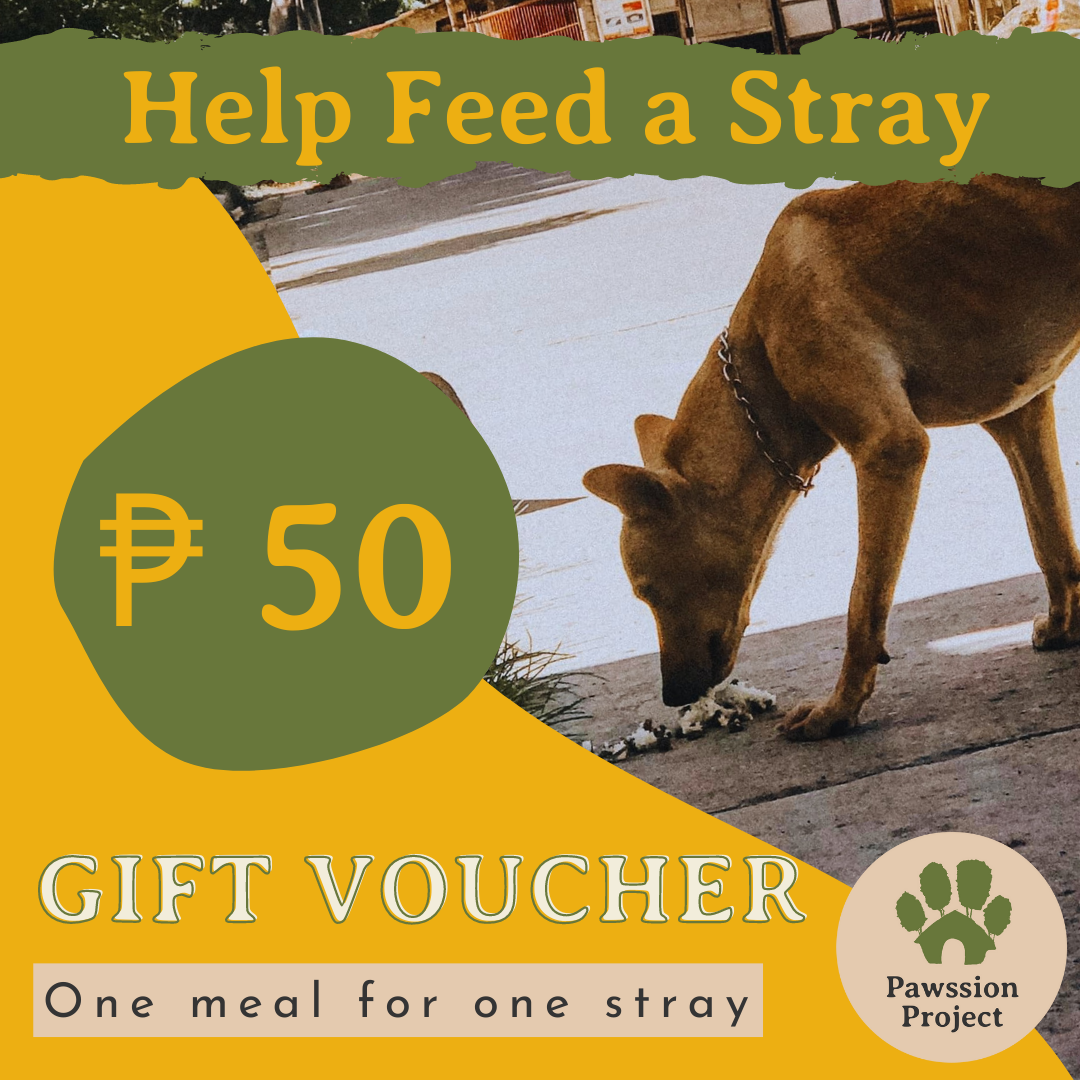 Help Feed a Stray
₱ 50
GIFT VOUCHER
One meal for one stray
Pawssion
Project